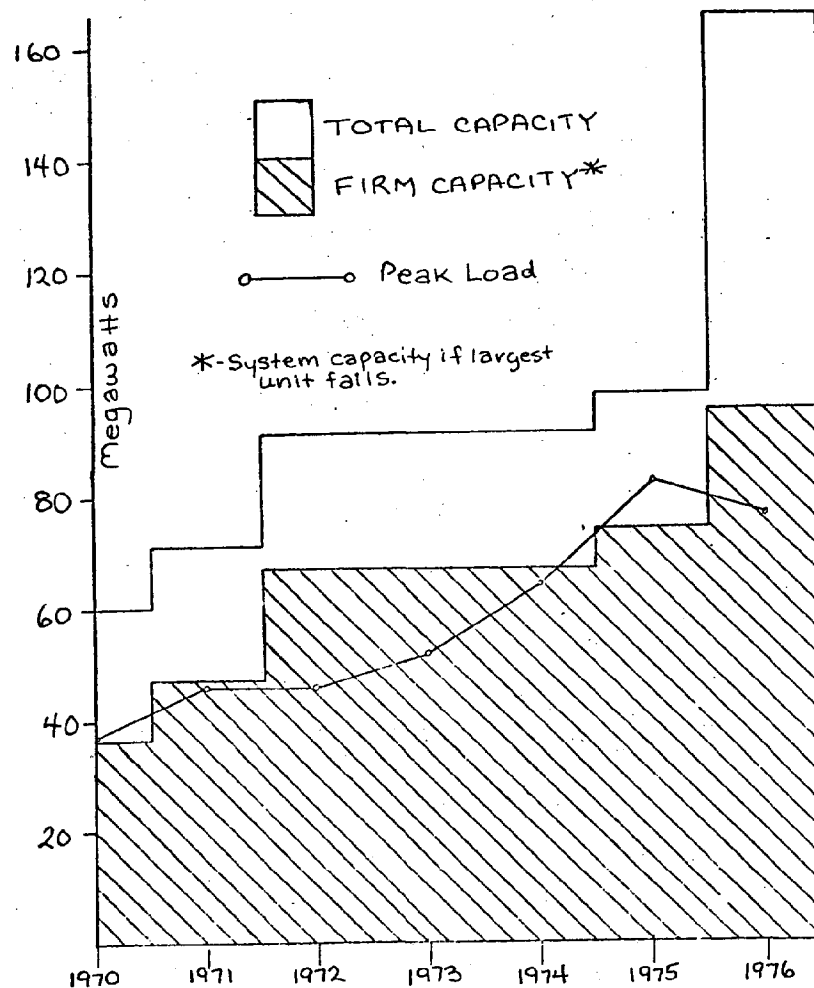 160
140
120
100
80
60
40
20
Megawatts
TOTAL CAPACITY
FIRM CAPACITY*
Peak Load
*-System capacity if largest
unit fails.
1970 1971 1972 1973 1974 1975 1976